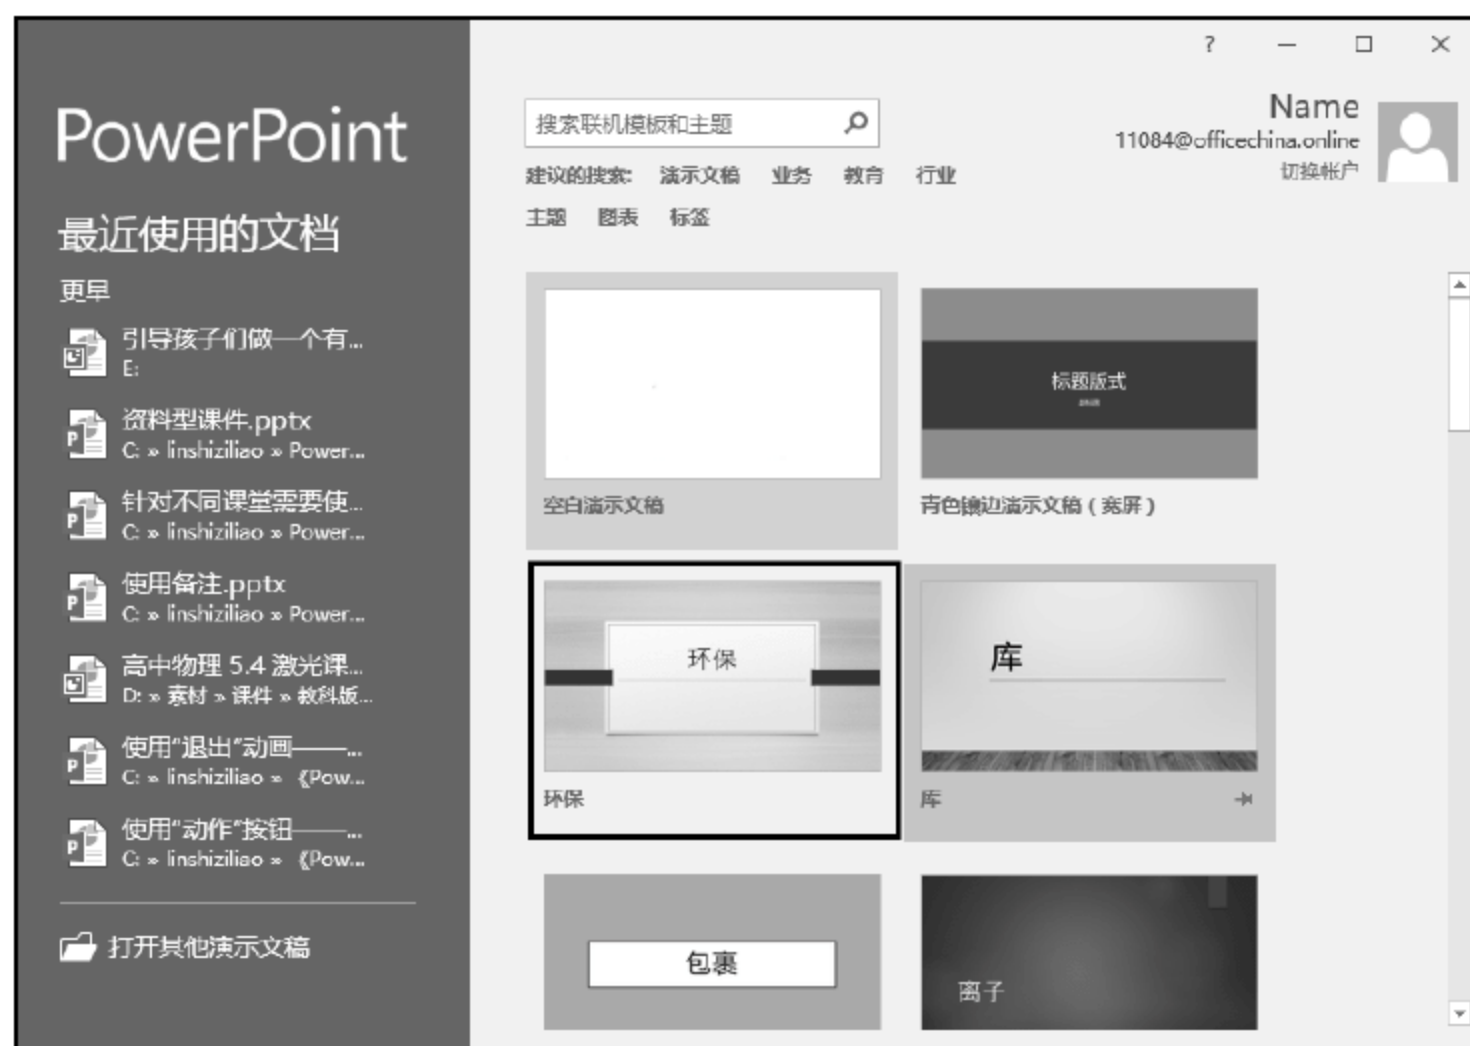 PowerPoint
最近使用的文档
更早
引导孩子们做一个有...
E:
资料型课件.pptx
C: » linshiziliao » Power...
针对不同课堂需要使...
C: » linshiziliao » Power...
使用备注.pptx
C: » linshiziliao » Power...
高中物理 5.4 激光课...
D: » 素材 » 课件 » 教科版...
使用"退出"动画——...
C: » linshiziliao » 《Pow...
使用"动作"按钮——...
C: » linshiziliao » 《Pow...
打开其他演示文稿
?
搜索联机模板和主题
Name
11084@officechina.online
切换帐户
建议的搜索: 演示文稿 业务 教育 行业
主题 图表 标签
标题版式
空白演示文稿
青色镶边演示文稿（宽屏）
环保
库
环保
库
包裹
离子